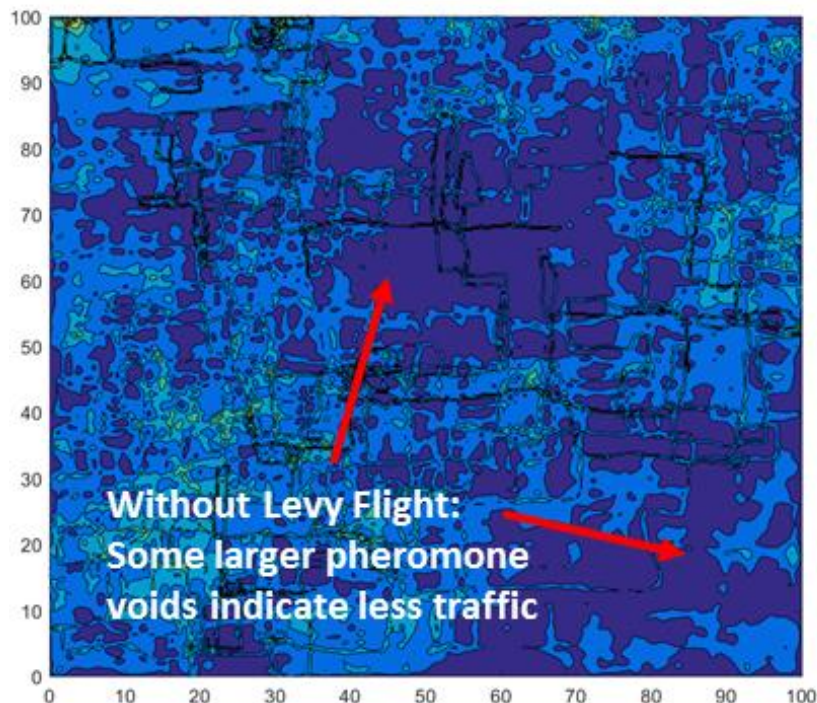 100
90
80
70
60
50
40
30
20
10
0
Without Levy Flight:
Some larger pheromone
voids indicate less traffic
0 10 20 30 40 50 60 70 80 90 100